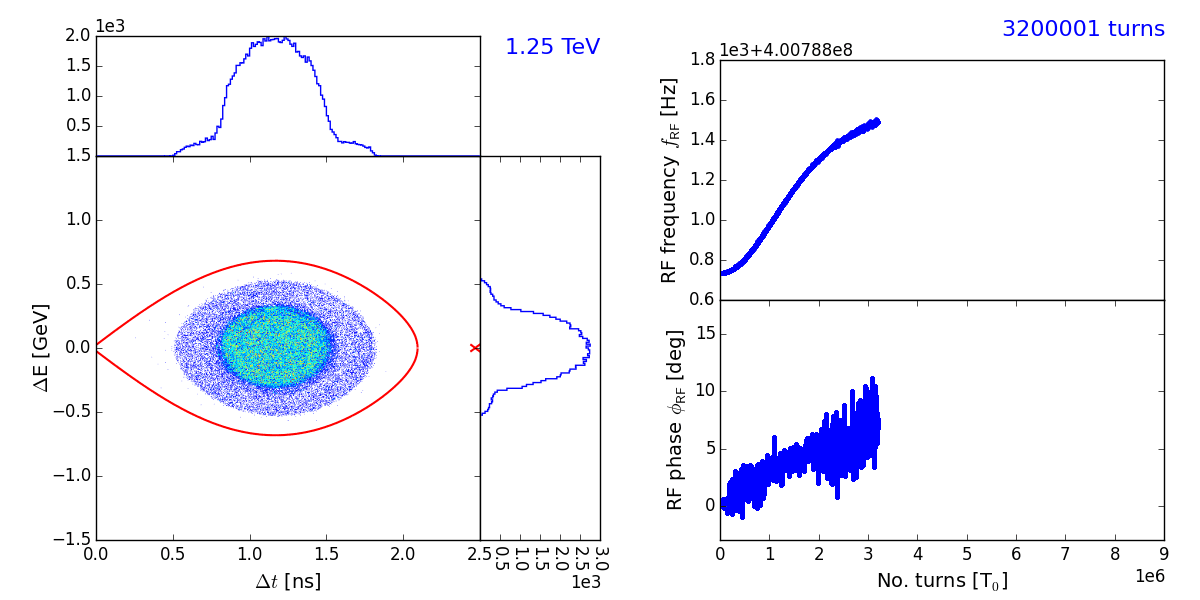 1e3
1.25 TeV
2.0
1.5
1.0
0.5
1.5
1.0
0.5
0.0
−0.5
−1.0
−1.5
ΔE [GeV]
0.0 0.5 1.0 1.5 2.0 2.5
Δt [ns]
0.5 1.0 1.5 2.0 2.5 3.0
1e3
3200001 turns
1e3+4.00788e8
1.8
1.6
1.4
1.2
1.0
0.8
0.6
RF frequency fRF [Hz]
15
10
5
0
RF phase ϕRF [deg]
0 1 2 3 4 5 6 7 8 9
1e6
No. turns [T0]